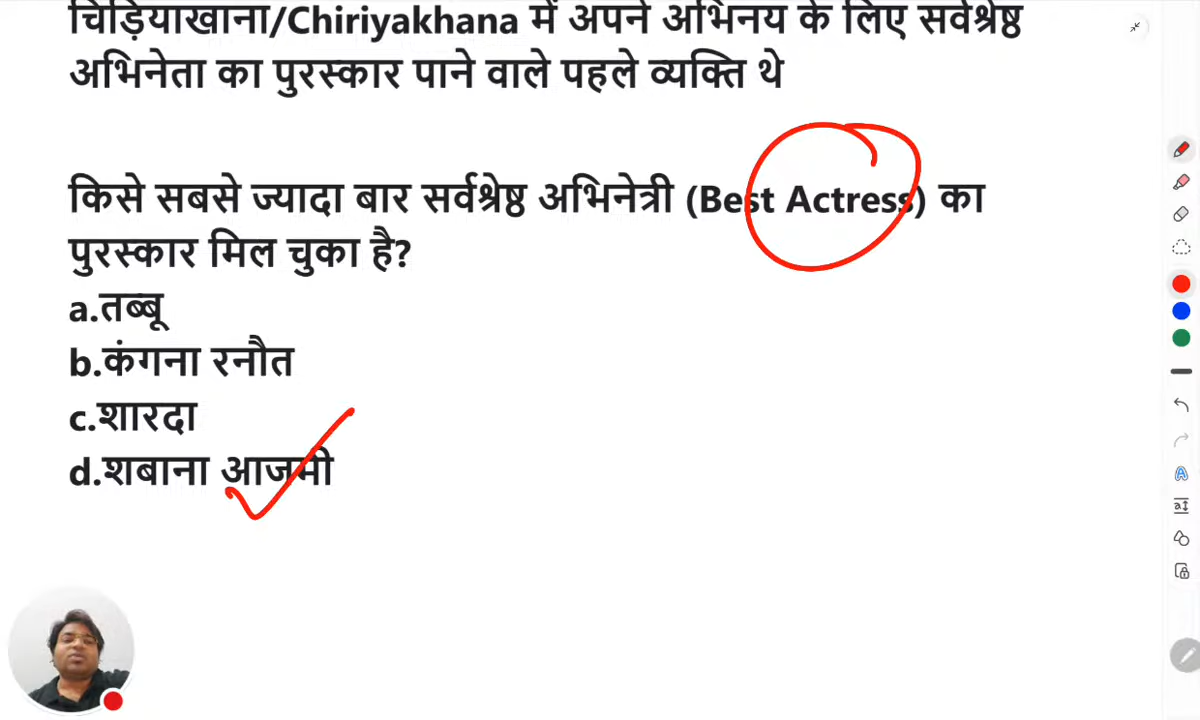 चिड़ियाखाना/Chiriyakhana में अपने अभिनय के लिए सर्वश्रेष्ठ
अभिनेता का पुरस्कार पाने वाले पहले व्यक्ति थे
किसे सबसे ज्यादा बार सर्वश्रेष्ठ अभिनेत्री (Best Actress) का
पुरस्कार मिल चुका है?
a.तब्बू
b.कंगना रनौत
c.शारदा
d.शबाना आजमी